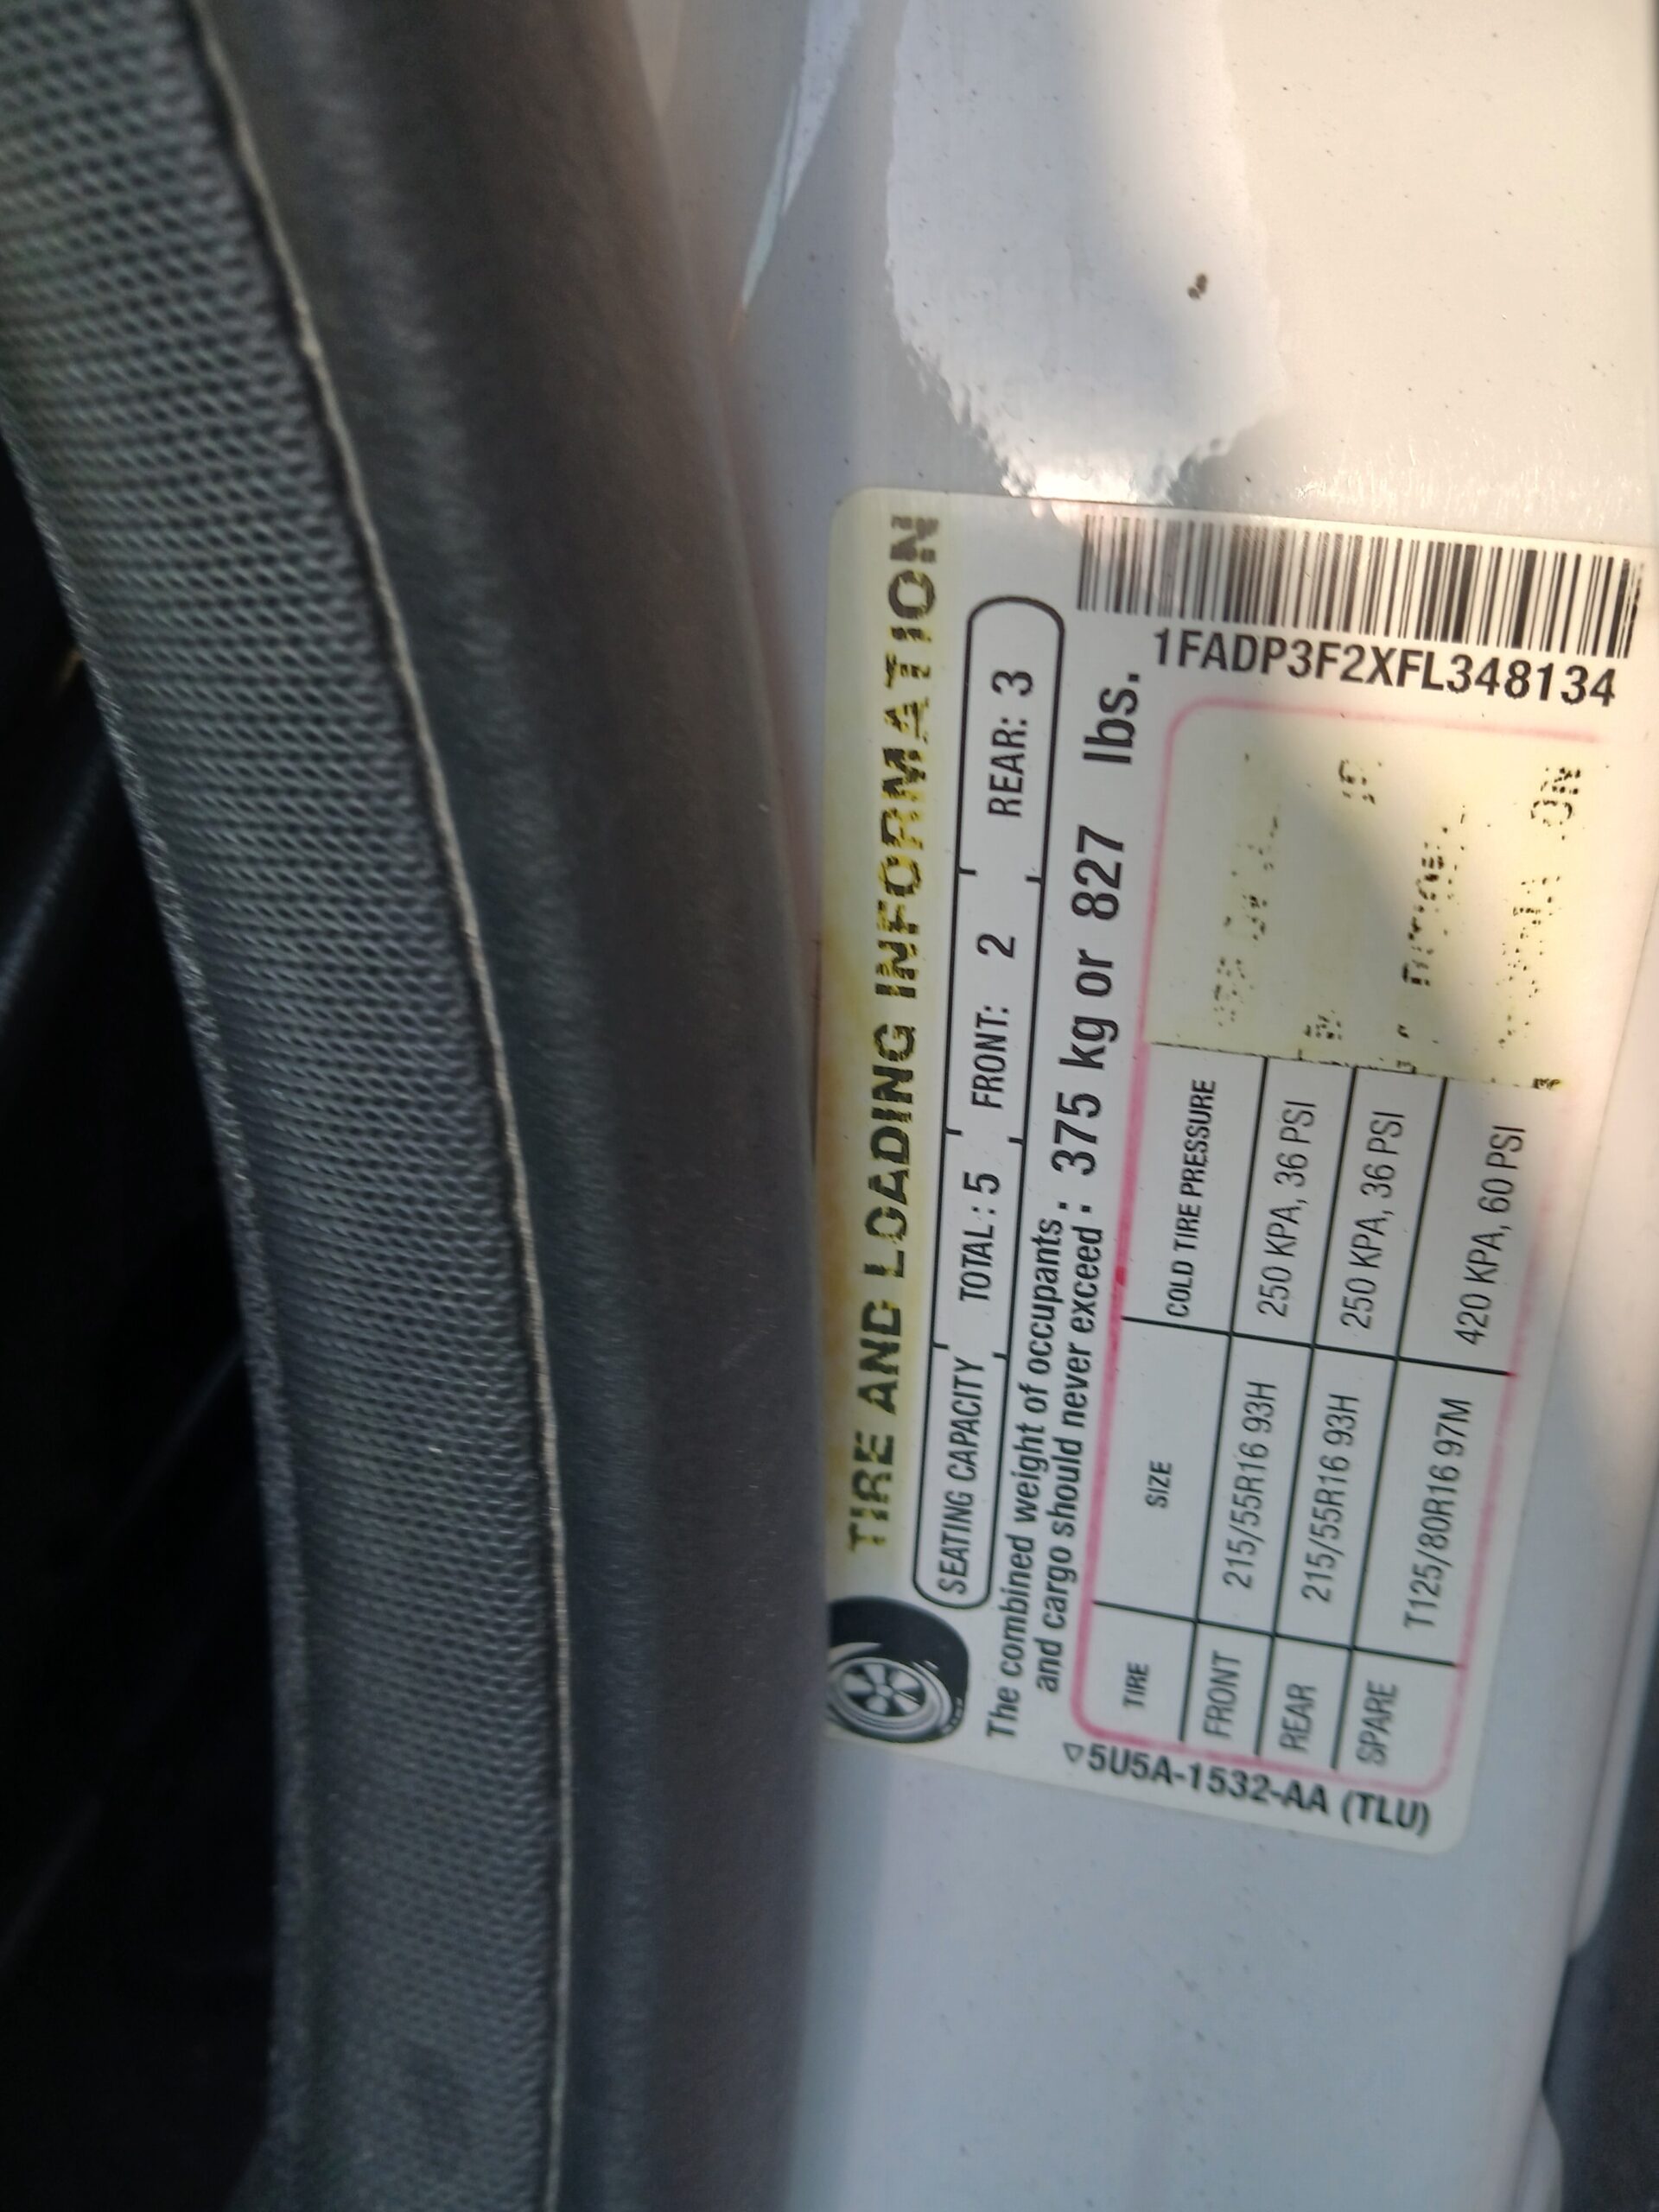 TIRE AND LOADING INFORMATION
SEATING CAPACITY TOTAL : 5 FRONT: 2 REAR: 3
The combined weight of occupants
and cargo should never exceed : 375 kg or 827 lbs.
TIRE SIZE COLD TIRE PRESSURE
FRONT 215/55R16 93H 250 KPA, 36 PSI
REAR 215/55R16 93H 250 KPA, 36 PSI
SPARE T125/80R16 97M 420 KPA, 60 PSI
1FADP3F2XFL348134
5U5A-1532-AA (TLU)